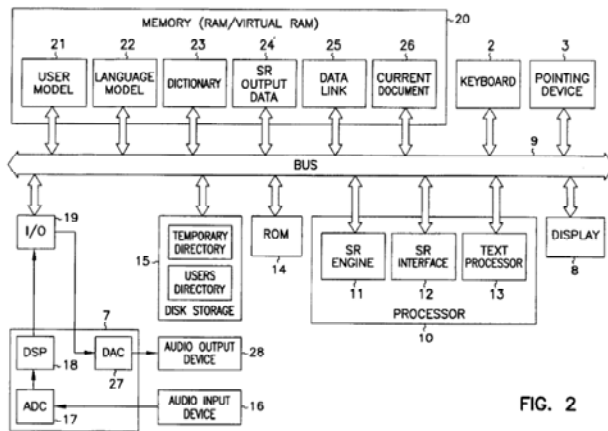 MEMORY (RAM/VIRTUAL RAM)
20
21
22
23
24
25
26
2
3
USER MODEL
LANGUAGE MODEL
DICTIONARY
SR OUTPUT DATA
DATA LINK
CURRENT DOCUMENT
KEYBOARD
POINTING DEVICE
9
BUS
I/O
19
15
TEMPORARY DIRECTORY
USERS DIRECTORY
DISK STORAGE
ROM
14
SR ENGINE
SR INTERFACE
TEXT PROCESSOR
11
12
13
PROCESSOR
10
DISPLAY
8
7
DSP
18
DAC
27
AUDIO OUTPUT DEVICE
28
ADC
17
AUDIO INPUT DEVICE
16
FIG. 2